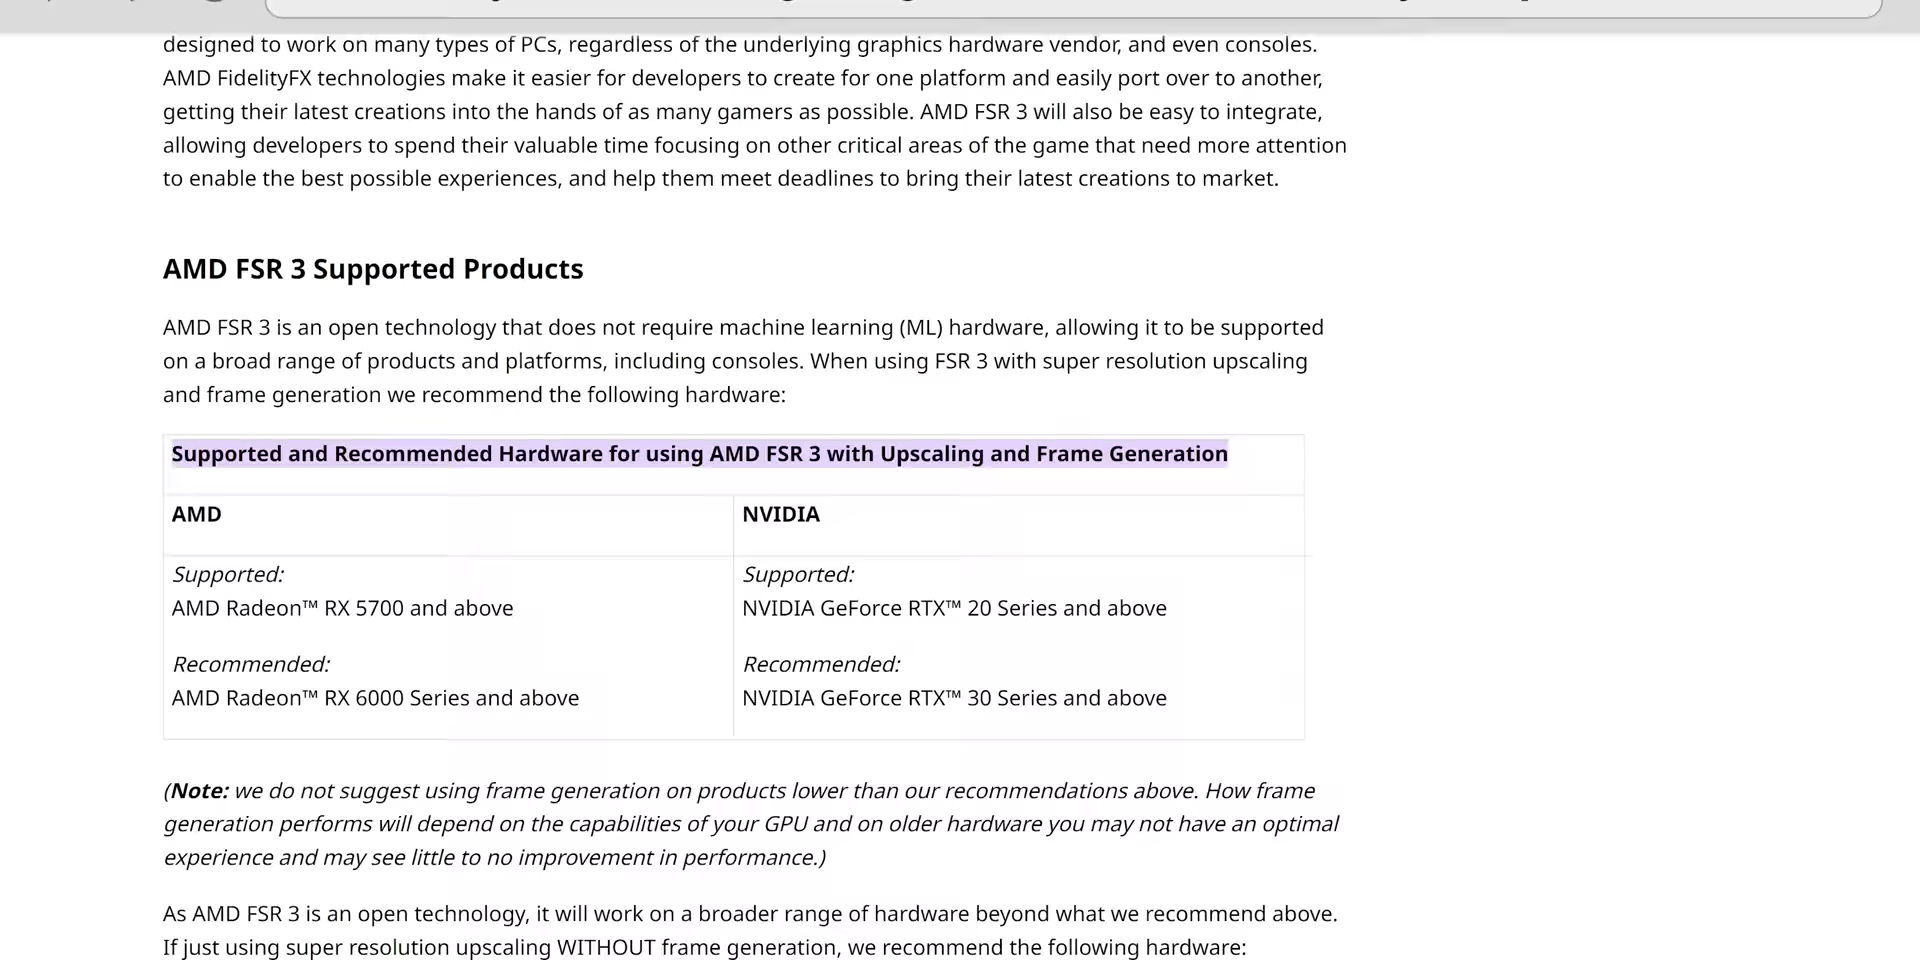 designed to work on many types of PCs, regardless of the underlying graphics hardware vendor, and even consoles.
AMD FidelityFX technologies make it easier for developers to create for one platform and easily port over to another,
getting their latest creations into the hands of as many gamers as possible. AMD FSR 3 will also be easy to integrate,
allowing developers to spend their valuable time focusing on other critical areas of the game that need more attention
to enable the best possible experiences, and help them meet deadlines to bring their latest creations to market.
AMD FSR 3 Supported Products
AMD FSR 3 is an open technology that does not require machine learning (ML) hardware, allowing it to be supported
on a broad range of products and platforms, including consoles. When using FSR 3 with super resolution upscaling
and frame generation we recommend the following hardware:
Supported and Recommended Hardware for using AMD FSR 3 with Upscaling and Frame Generation
AMD
Supported:
AMD Radeon™ RX 5700 and above
Recommended:
AMD Radeon™ RX 6000 Series and above
NVIDIA
Supported:
NVIDIA GeForce RTX™ 20 Series and above
Recommended:
NVIDIA GeForce RTX™ 30 Series and above
(Note: we do not suggest using frame generation on products lower than our recommendations above. How frame
generation performs will depend on the capabilities of your GPU and on older hardware you may not have an optimal
experience and may see little to no improvement in performance.)
As AMD FSR 3 is an open technology, it will work on a broader range of hardware beyond what we recommend above.
If just using super resolution upscaling WITHOUT frame generation, we recommend the following hardware: